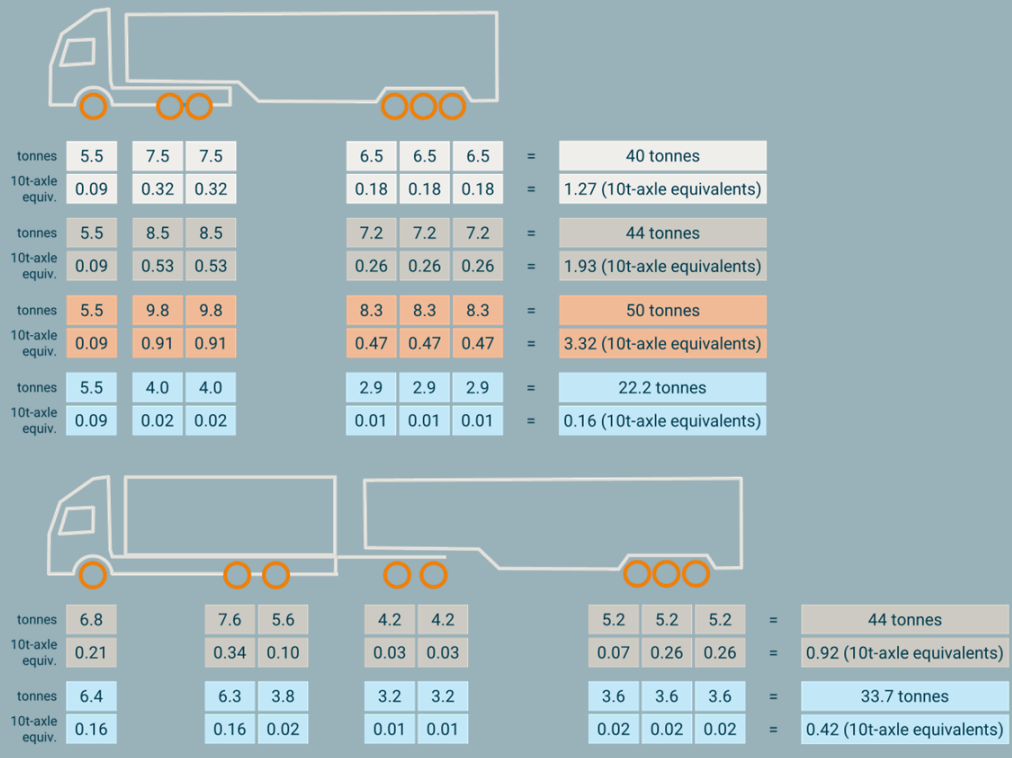 tonnes 5.5 7.5 7.5 6.5 6.5 6.5 = 40 tonnes
10t-axle
equiv. 0.09 0.32 0.32 0.18 0.18 0.18 = 1.27 (10t-axle equivalents)
tonnes 5.5 8.5 8.5 7.2 7.2 7.2 = 44 tonnes
10t-axle
equiv. 0.09 0.53 0.53 0.26 0.26 0.26 = 1.93 (10t-axle equivalents)
tonnes 5.5 9.8 9.8 8.3 8.3 8.3 = 50 tonnes
10t-axle
equiv. 0.09 0.91 0.91 0.47 0.47 0.47 = 3.32 (10t-axle equivalents)
tonnes 5.5 4.0 4.0 2.9 2.9 2.9 = 22.2 tonnes
10t-axle
equiv. 0.09 0.02 0.02 0.01 0.01 0.01 = 0.16 (10t-axle equivalents)
tonnes 6.8 7.6 5.6 4.2 4.2 5.2 5.2 5.2 = 44 tonnes
10t-axle
equiv. 0.21 0.34 0.10 0.03 0.03 0.07 0.26 0.26 = 0.92 (10t-axle equivalents)
tonnes 6.4 6.3 3.8 3.2 3.2 3.6 3.6 3.6 = 33.7 tonnes
10t-axle
equiv. 0.16 0.16 0.02 0.01 0.01 0.02 0.02 0.02 = 0.42 (10t-axle equivalents)